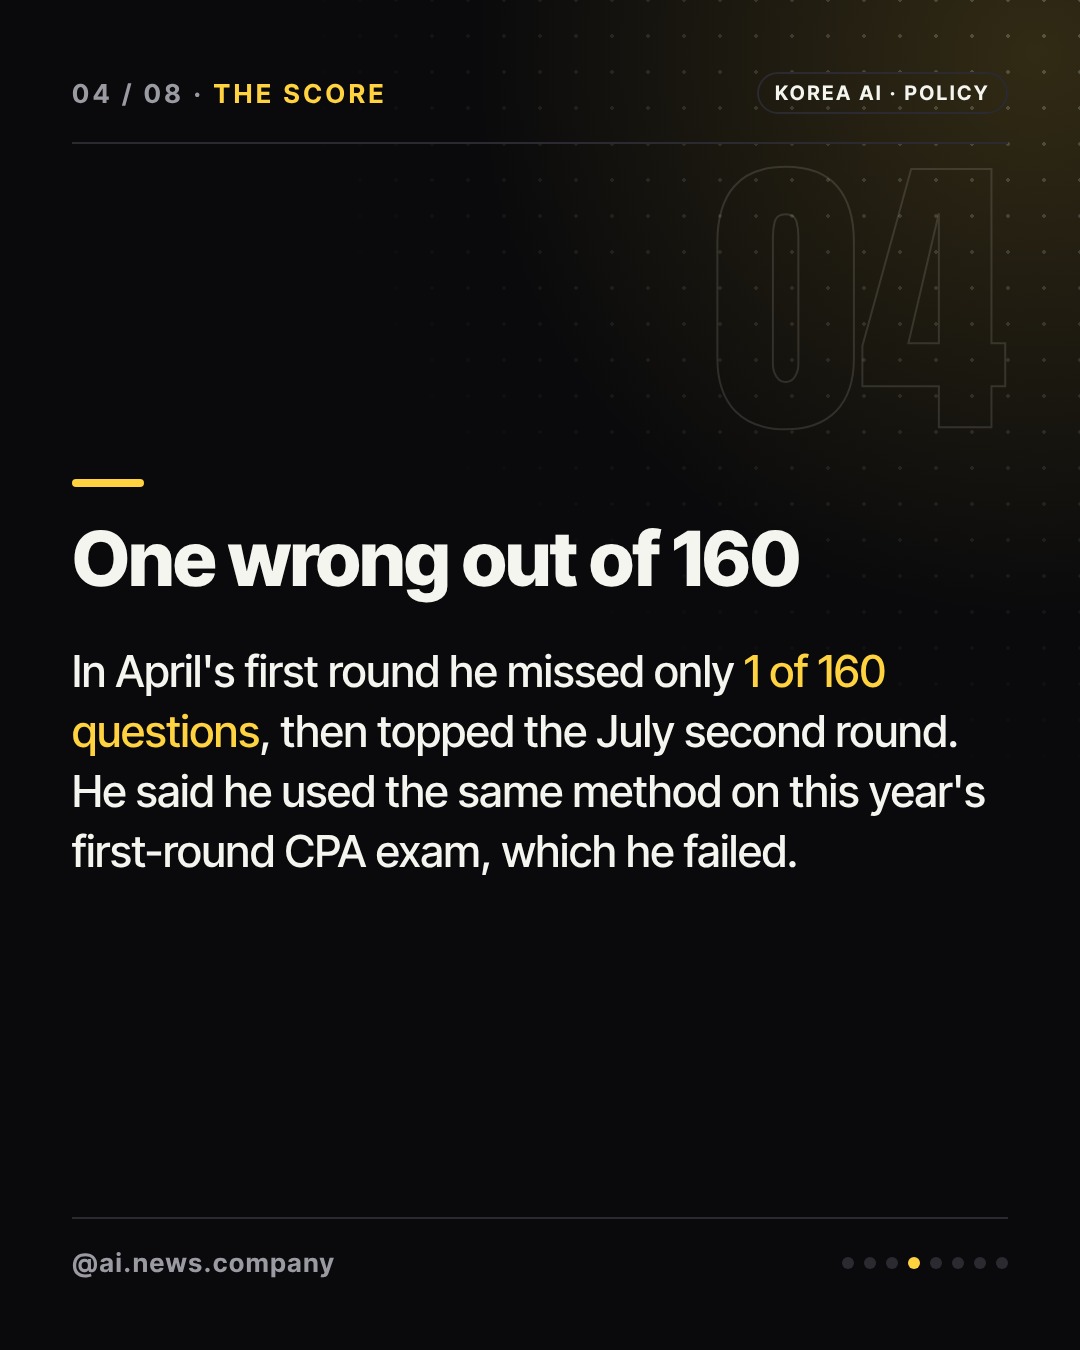 04 / 08 · THE SCORE
KOREA AI · POLICY
04
One wrong out of 160
In April's first round he missed only 1 of 160
questions, then topped the July second round.
He said he used the same method on this year's
first-round CPA exam, which he failed.
@ai.news.company